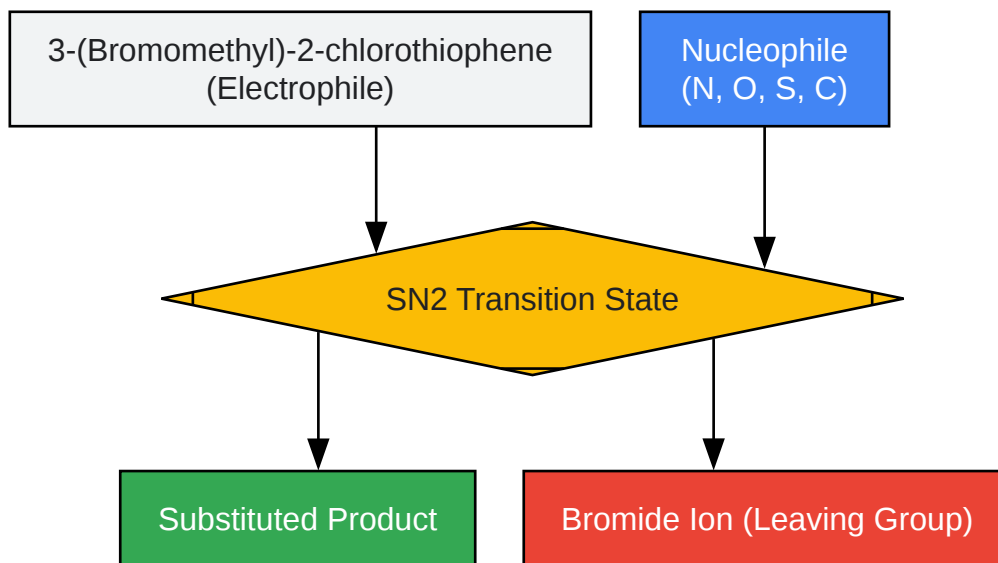 3-(Bromomethyl)-2-chlorothiophene
(Electrophile)
Nucleophile
(N, O, S, C)
SN2 Transition State
Substituted Product
Bromide Ion (Leaving Group)